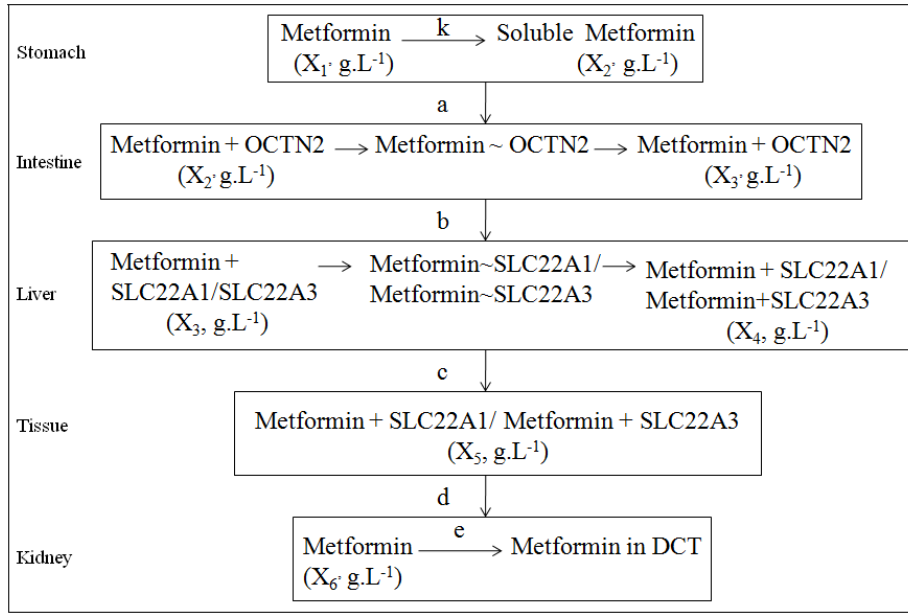 Stomach
Metformin k Soluble Metformin
(X₁, g.L⁻¹) (X₂, g.L⁻¹)
a
Intestine
Metformin + OCTN2 Metformin ~ OCTN2 Metformin + OCTN2
(X₂, g.L⁻¹) (X₃, g.L⁻¹)
b
Liver
Metformin + Metformin~SLC22A1/ Metformin + SLC22A1/
SLC22A1/SLC22A3 Metformin~SLC22A3 Metformin+SLC22A3
(X₃, g.L⁻¹) (X₄, g.L⁻¹)
c
Tissue
Metformin + SLC22A1/ Metformin + SLC22A3
(X₅, g.L⁻¹)
d
Kidney
Metformin e Metformin in DCT
(X₆, g.L⁻¹)